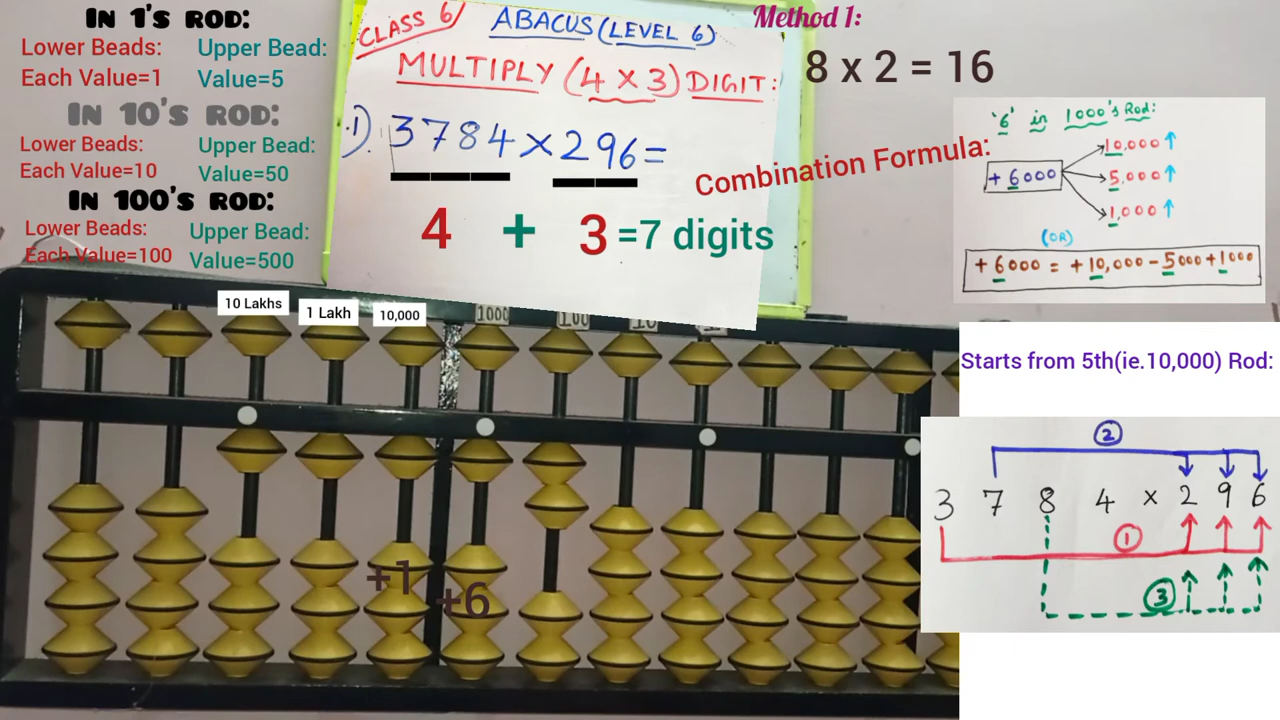 In 1's rod:
Lower Beads: Upper Bead:
Each Value=1 Value=5
In 10's rod:
Lower Beads: Upper Bead:
Each Value=10 Value=50
In 100's rod:
Lower Beads: Upper Bead:
Each Value=100 Value=500
CLASS 6/ ABACUS (LEVEL 6)
MULTIPLY (4 X 3) DIGIT:
1). 3784 × 296 =
4 + 3 =7 digits
Method 1:
8 x 2 = 16
Combination Formula:
'6' in 1000's Rod:
+ 6000
10,000 ↑
5,000 ↑
1,000 ↑
(OR)
+ 6000 = + 10,000 - 5000 + 1000
10 Lakhs
1 Lakh
10,000
1000
100
10
+1
+6
Starts from 5th(ie.10,000) Rod:
2
3 7 8 4 × 2 9 6
1
3